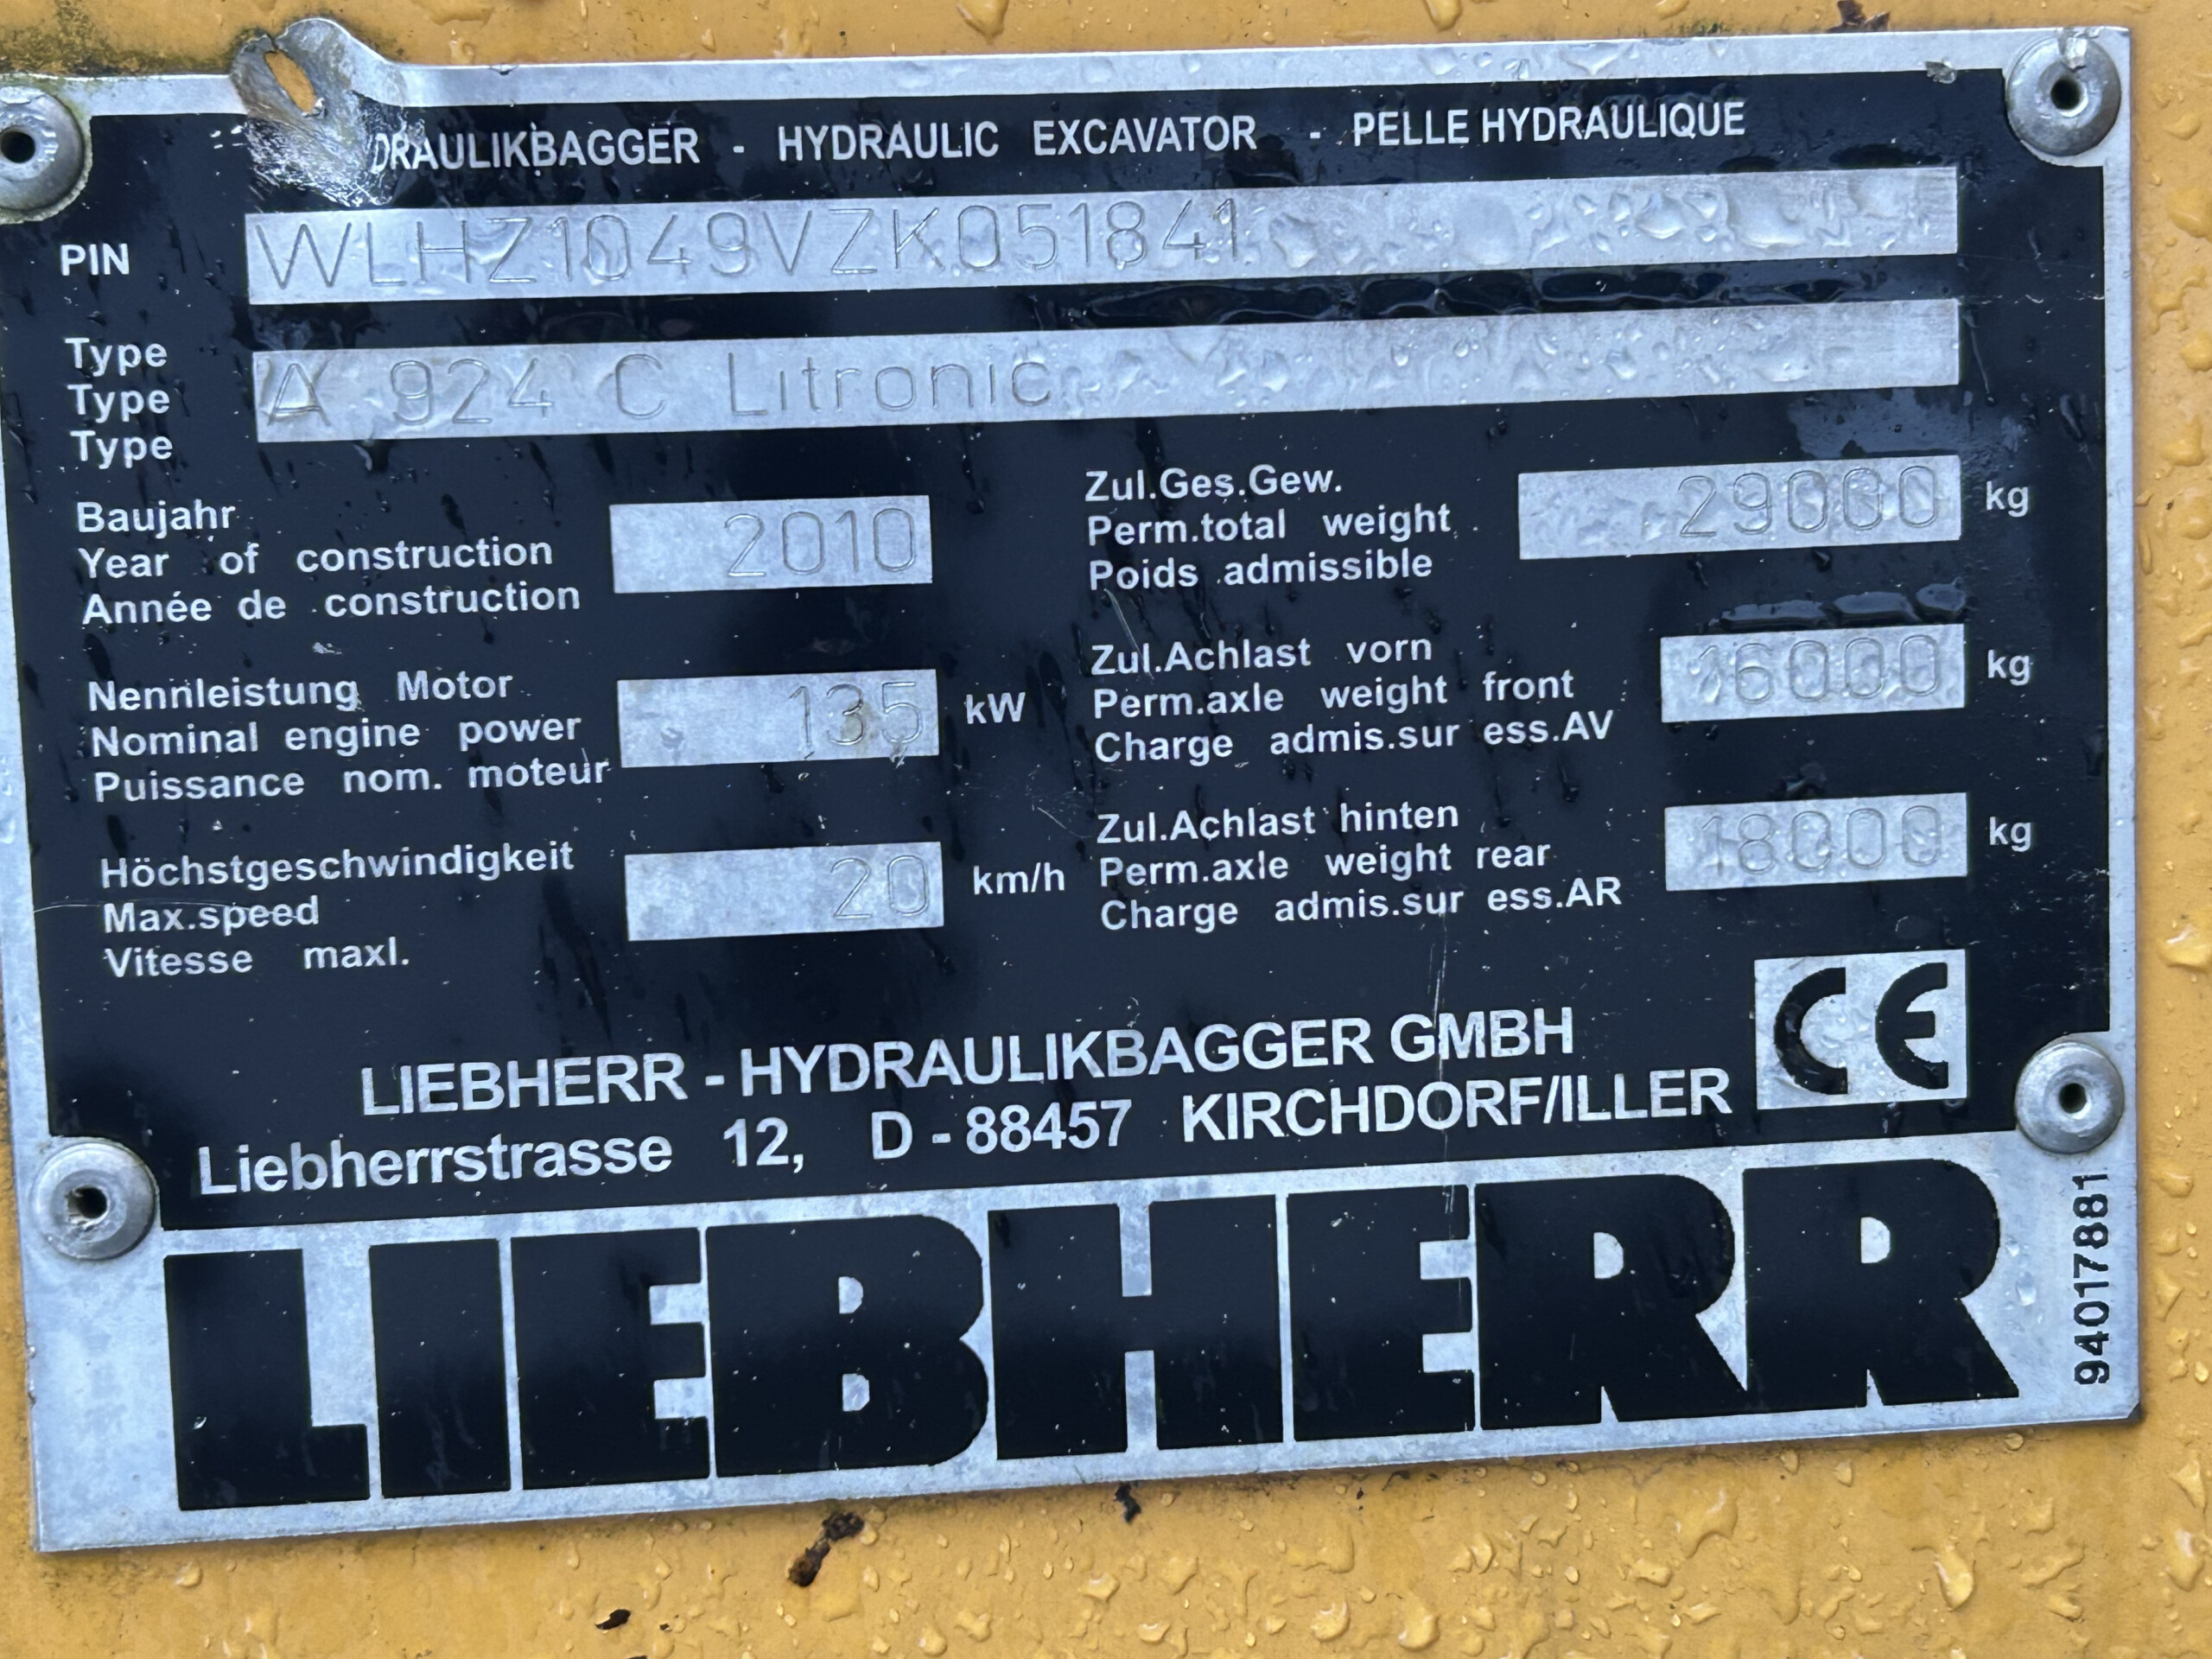 DRAULIKBAGGER - HYDRAULIC EXCAVATOR - PELLE HYDRAULIQUE
PIN WLHZ1049VZK051841
Type
Type A 924 C Litronic
Type
Baujahr
Year of construction 2010
Année de construction
Zul.Ges.Gew.
Perm.total weight 29000 kg
Poids admissible
Nennleistung Motor
Nominal engine power 135 kW
Puissance nom. moteur
Zul.Achlast vorn
Perm.axle weight front 16000 kg
Charge admis.sur ess.AV
Höchstgeschwindigkeit
Max.speed 20 km/h
Vitesse maxl.
Zul.Achlast hinten
Perm.axle weight rear 18000 kg
Charge admis.sur ess.AR
CE
LIEBHERR - HYDRAULIKBAGGER GMBH
Liebherrstrasse 12, D - 88457 KIRCHDORF/ILLER
LIEBHERR
94017881